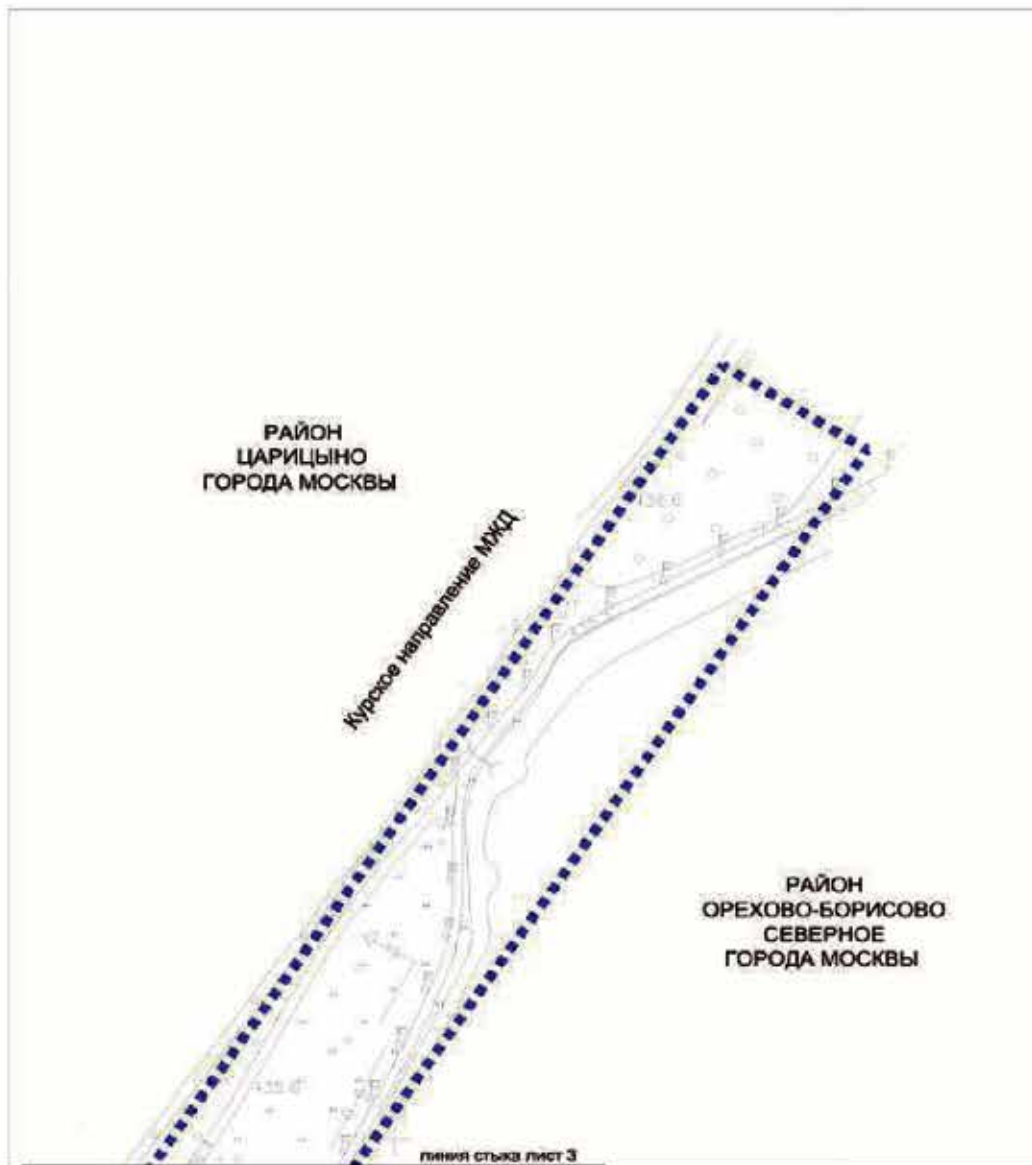 РАЙОН
ЦАРИЦЫНО
ГОРОДА МОСКВЫ
Курское направление МЖД
РАЙОН
ОРЕХОВО-БОРИСОВО
СЕВЕРНОЕ
ГОРОДА МОСКВЫ
линия стыка лист 3